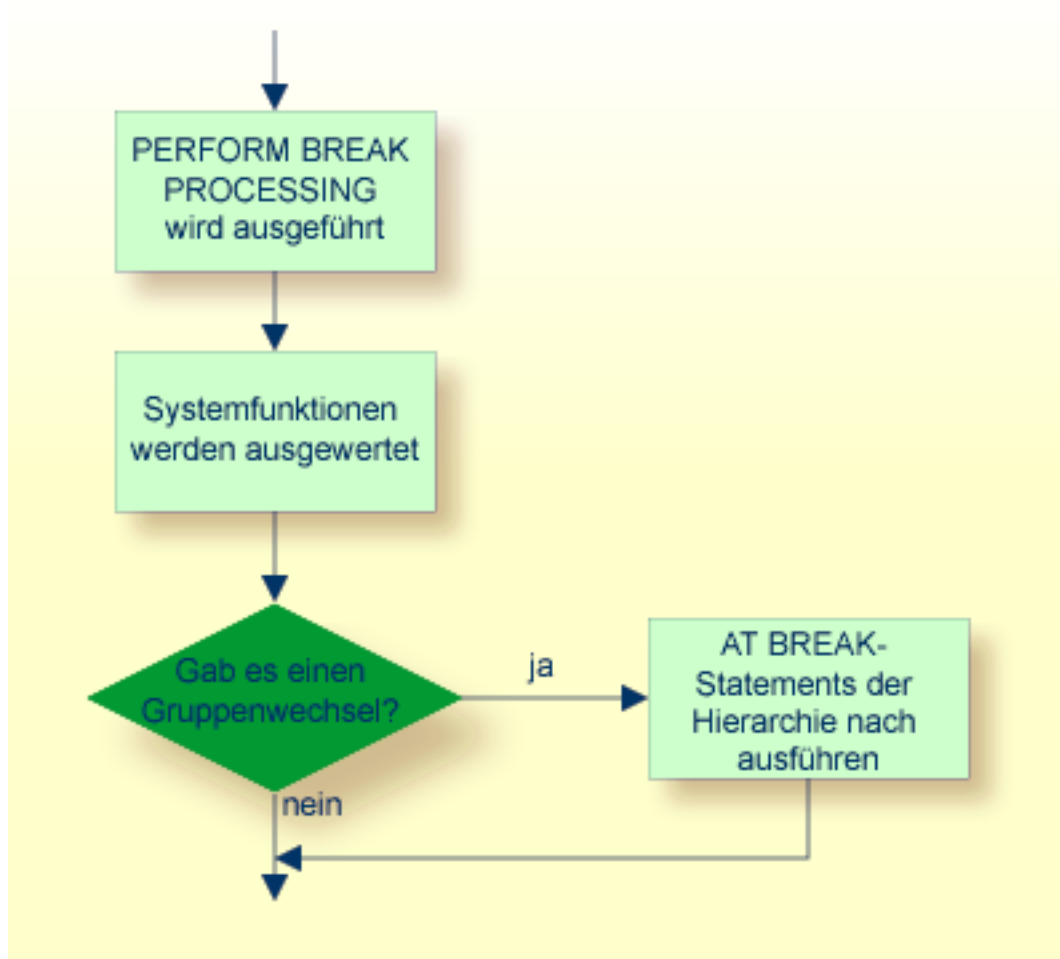 PERFORM BREAK
PROCESSING
wird ausgeführt
Systemfunktionen
werden ausgewertet
Gab es einen
Gruppenwechsel?
ja
AT BREAK-
Statements der
Hierarchie nach
ausführen
nein